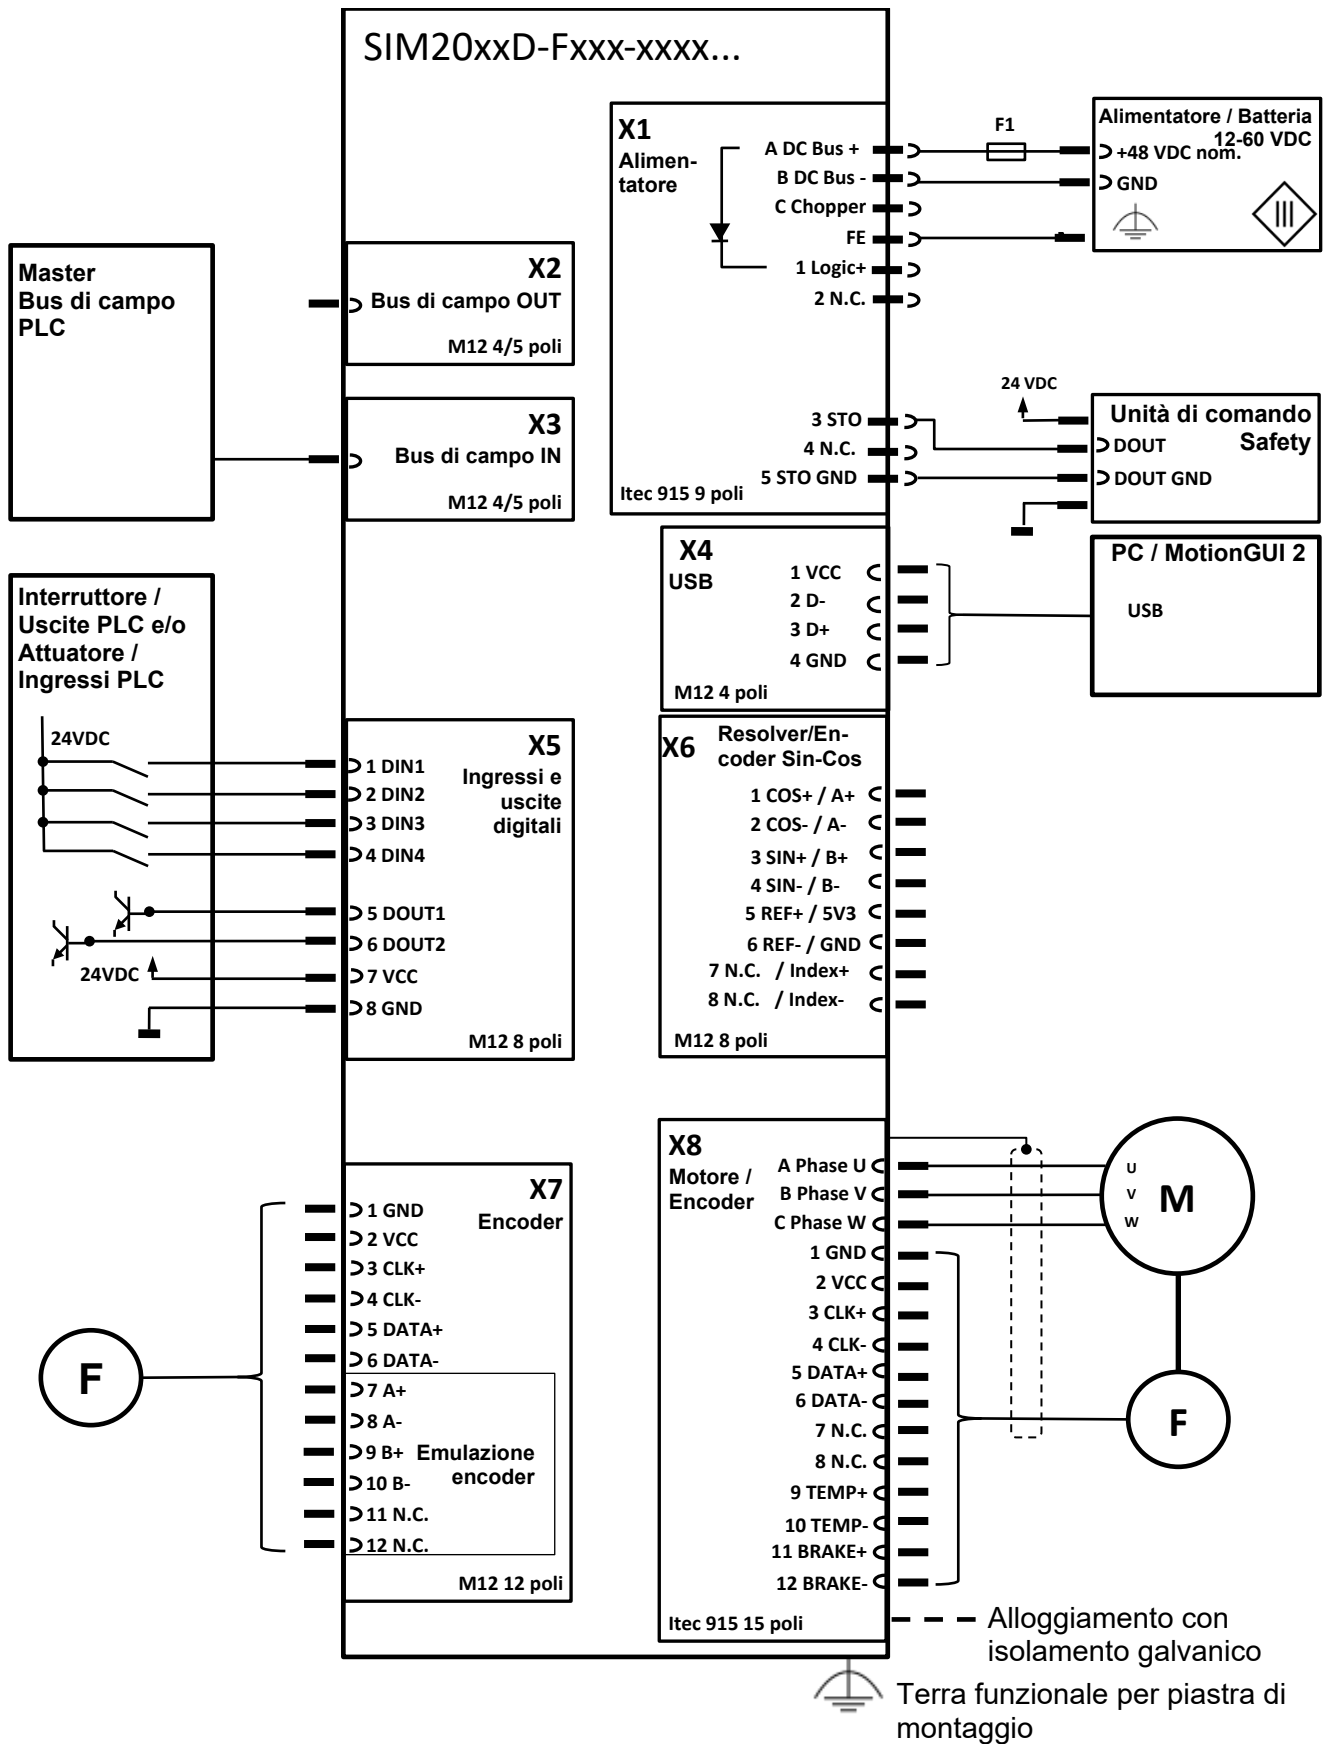 SIM20xxD-Fxxx-xxxx...
X1
Alimen-
tatore
A DC Bus +
B DC Bus -
C Chopper
FE
1 Logic+
2 N.C.
3 STO
4 N.C.
5 STO GND
Itec 915 9 poli
F1
Alimentatore / Batteria
12-60 VDC
+48 VDC nom.
GND
III
Master
Bus di campo
PLC
X2
Bus di campo OUT
M12 4/5 poli
X3
Bus di campo IN
M12 4/5 poli
24 VDC
Unità di comando
Safety
DOUT
DOUT GND
X4
USB
1 VCC
2 D-
3 D+
4 GND
M12 4 poli
PC / MotionGUI 2
USB
Interruttore /
Uscite PLC e/o
Attuatore /
Ingressi PLC
24VDC
24VDC
X5
Ingressi e
uscite
digitali
1 DIN1
2 DIN2
3 DIN3
4 DIN4
5 DOUT1
6 DOUT2
7 VCC
8 GND
M12 8 poli
X6
Resolver/En-
coder Sin-Cos
1 COS+ / A+
2 COS- / A-
3 SIN+ / B+
4 SIN- / B-
5 REF+ / 5V3
6 REF- / GND
7 N.C. / Index+
8 N.C. / Index-
M12 8 poli
X7
Encoder
1 GND
2 VCC
3 CLK+
4 CLK-
5 DATA+
6 DATA-
7 A+
8 A-
9 B+
10 B-
11 N.C.
12 N.C.
Emulazione
encoder
M12 12 poli
F
X8
Motore /
Encoder
A Phase U
B Phase V
C Phase W
1 GND
2 VCC
3 CLK+
4 CLK-
5 DATA+
6 DATA-
7 N.C.
8 N.C.
9 TEMP+
10 TEMP-
11 BRAKE+
12 BRAKE-
Itec 915 15 poli
U
V
W
M
F
Alloggiamento con
isolamento galvanico
Terra funzionale per piastra di
montaggio